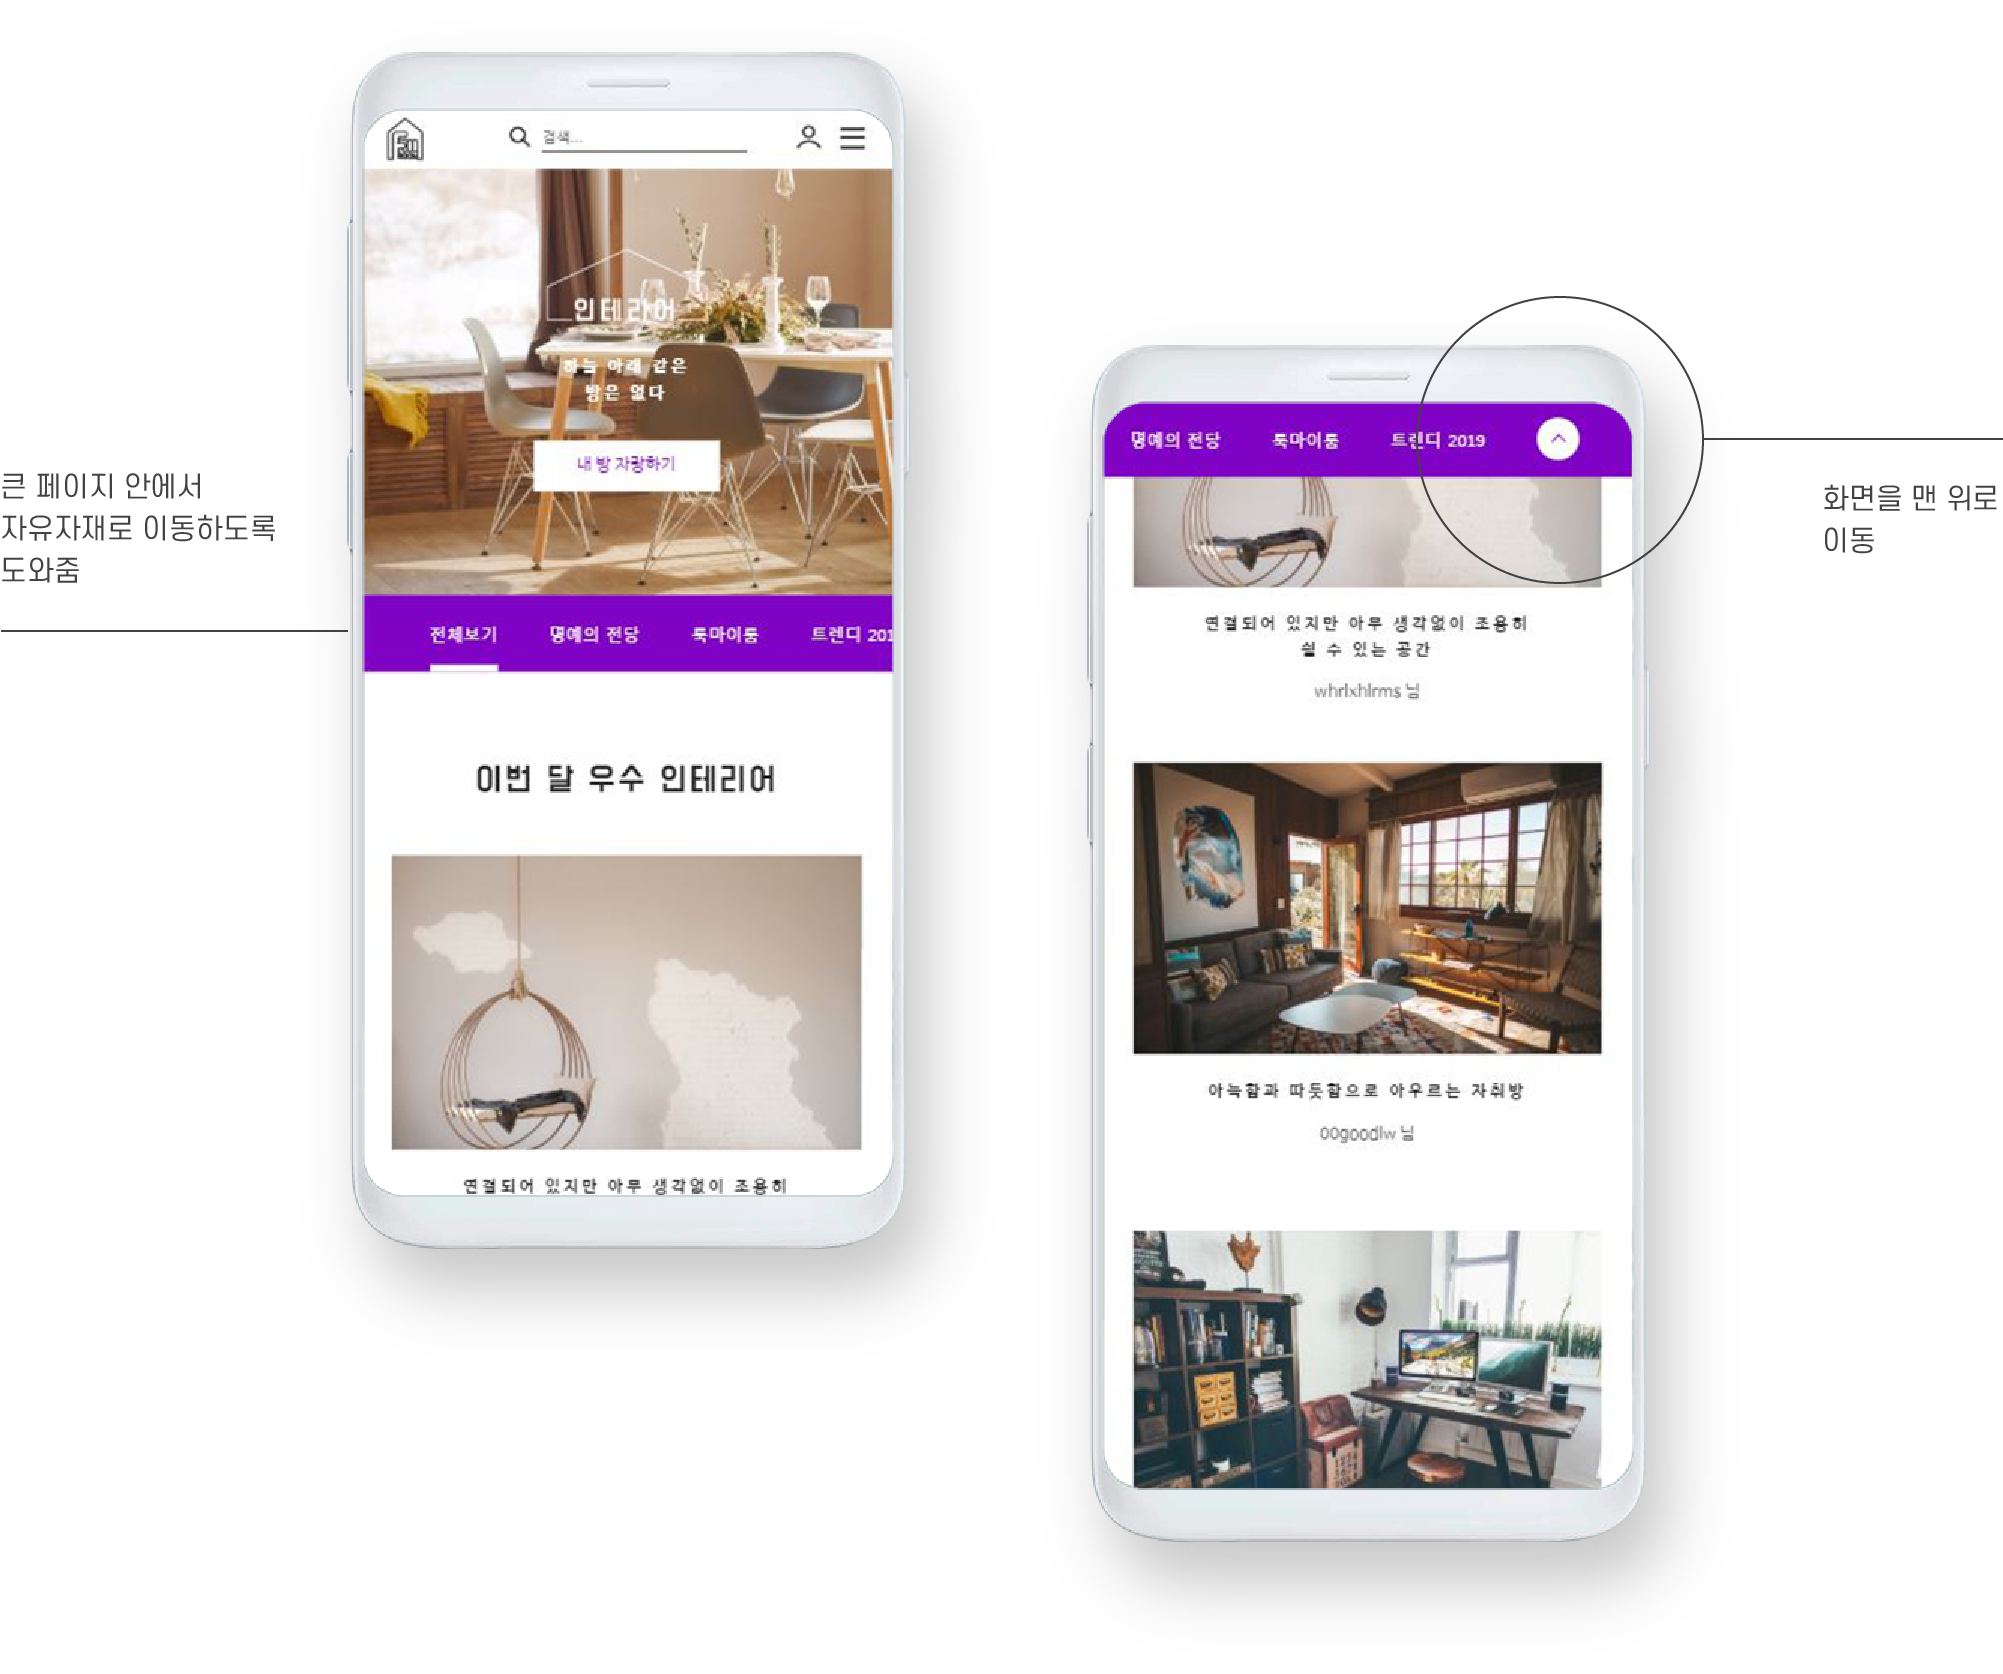 검색...
인테리어
하늘 아래 같은
방은 없다
내 방 자랑하기
큰 페이지 안에서
자유자재로 이동하도록
도와줌
전체보기 명예의 전당 룩마이룸 트렌디 201
이번 달 우수 인테리어
연결되어 있지만 아무 생각없이 조용히
명예의 전당 룩마이룸 트렌디 2019
화면을 맨 위로
이동
연결되어 있지만 아무 생각없이 조용히
쉴 수 있는 공간
whrlxhlrms 님
아늑함과 따듯함으로 아우르는 자취방
00goodlw 님